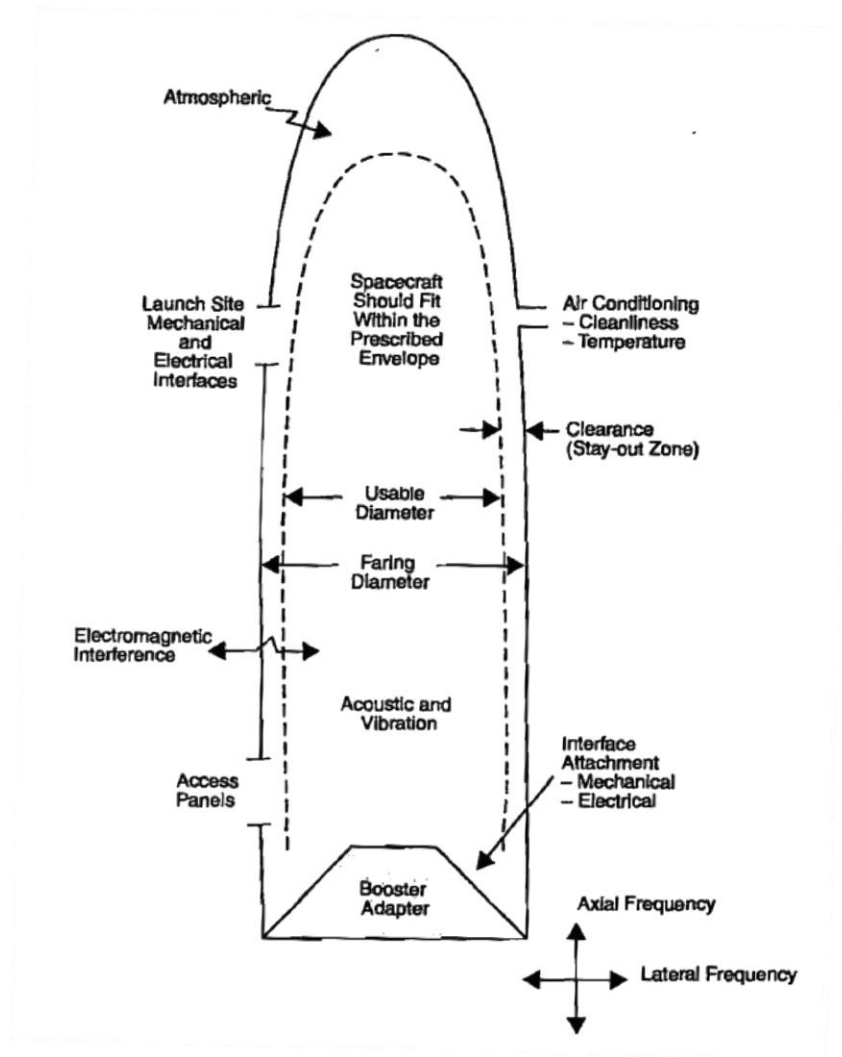 Atmospheric
Spacecraft
Should Fit
Within the
Prescribed
Envelope
Launch Site
Mechanical
and
Electrical
Interfaces
Air Conditioning
– Cleanliness
– Temperature
Clearance
(Stay-out Zone)
Usable
Diameter
Faring
Diameter
Electromagnetic
Interference
Acoustic and
Vibration
Interface
Attachment
– Mechanical
– Electrical
Access
Panels
Booster
Adapter
Axial Frequency
Lateral Frequency